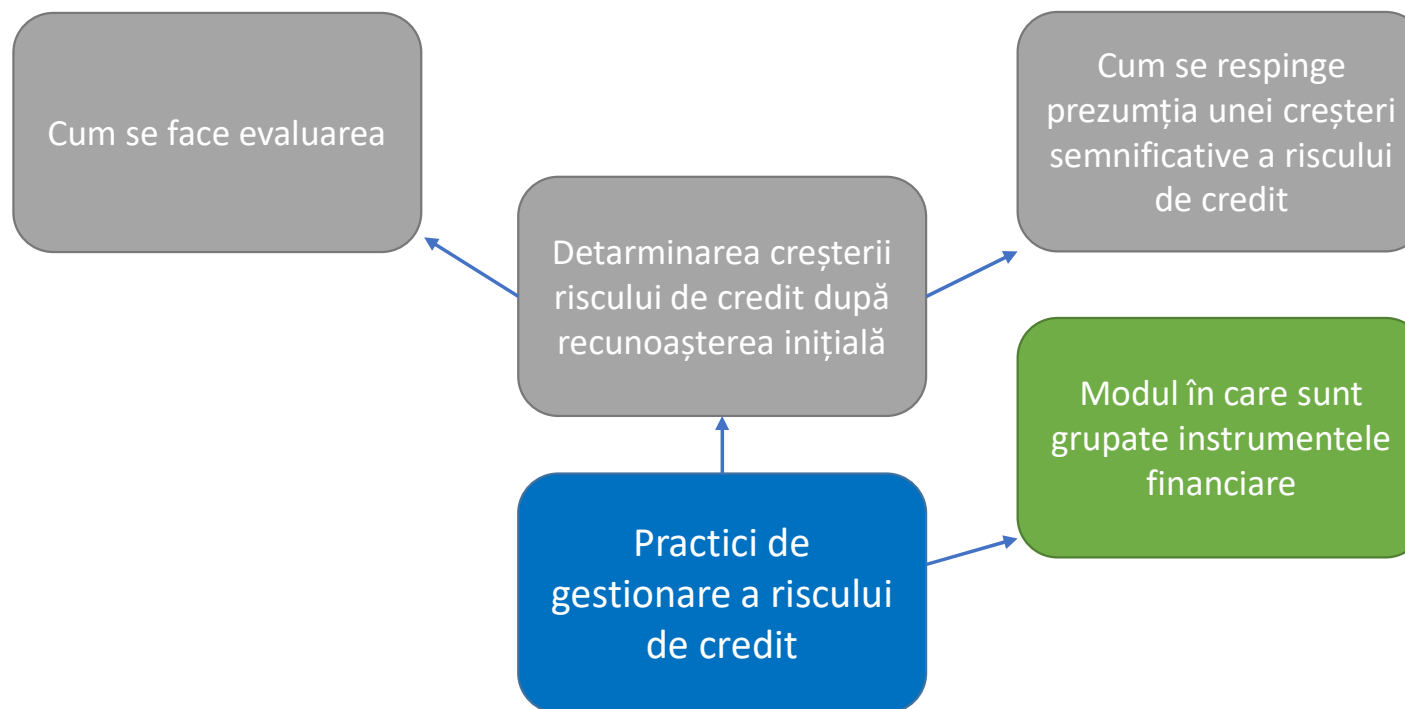 Cum se face evaluarea
Cum se respinge
prezumția unei creșteri
semnificative a riscului
de credit
Detarminarea creșterii
riscului de credit după
recunoașterea inițială
Modul în care sunt
grupate instrumentele
financiare
Practici de
gestionare a riscului
de credit